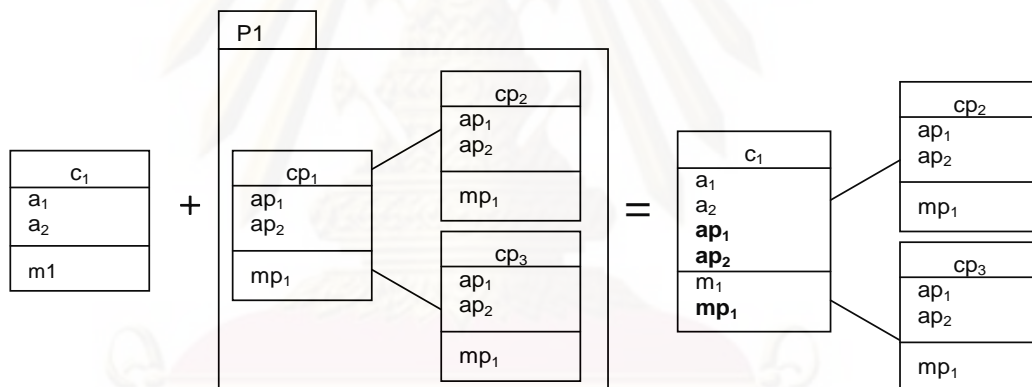 c₁
a₁
a₂
m1
+
P1
cp₁
ap₁
ap₂
mp₁
cp₂
ap₁
ap₂
mp₁
cp₃
ap₁
ap₂
mp₁
=
c₁
a₁
a₂
ap₁
ap₂
m₁
mp₁
cp₂
ap₁
ap₂
mp₁
cp₃
ap₁
ap₂
mp₁